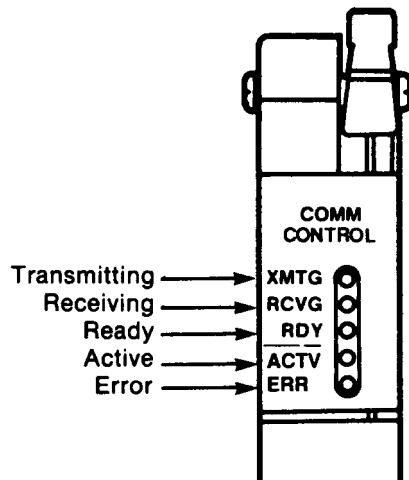 COMM
CONTROL
Transmitting XMTG
Receiving RCVG
Ready RDY
Active ACTV
Error ERR